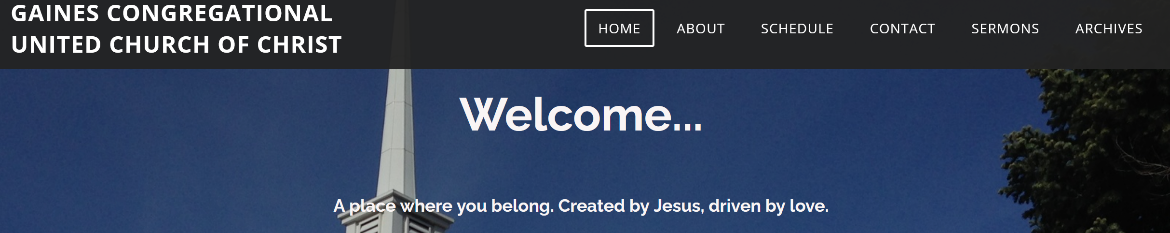 GAINES CONGREGATIONAL
UNITED CHURCH OF CHRIST
HOME ABOUT SCHEDULE CONTACT SERMONS ARCHIVES
Welcome...
A place where you belong. Created by Jesus, driven by love.